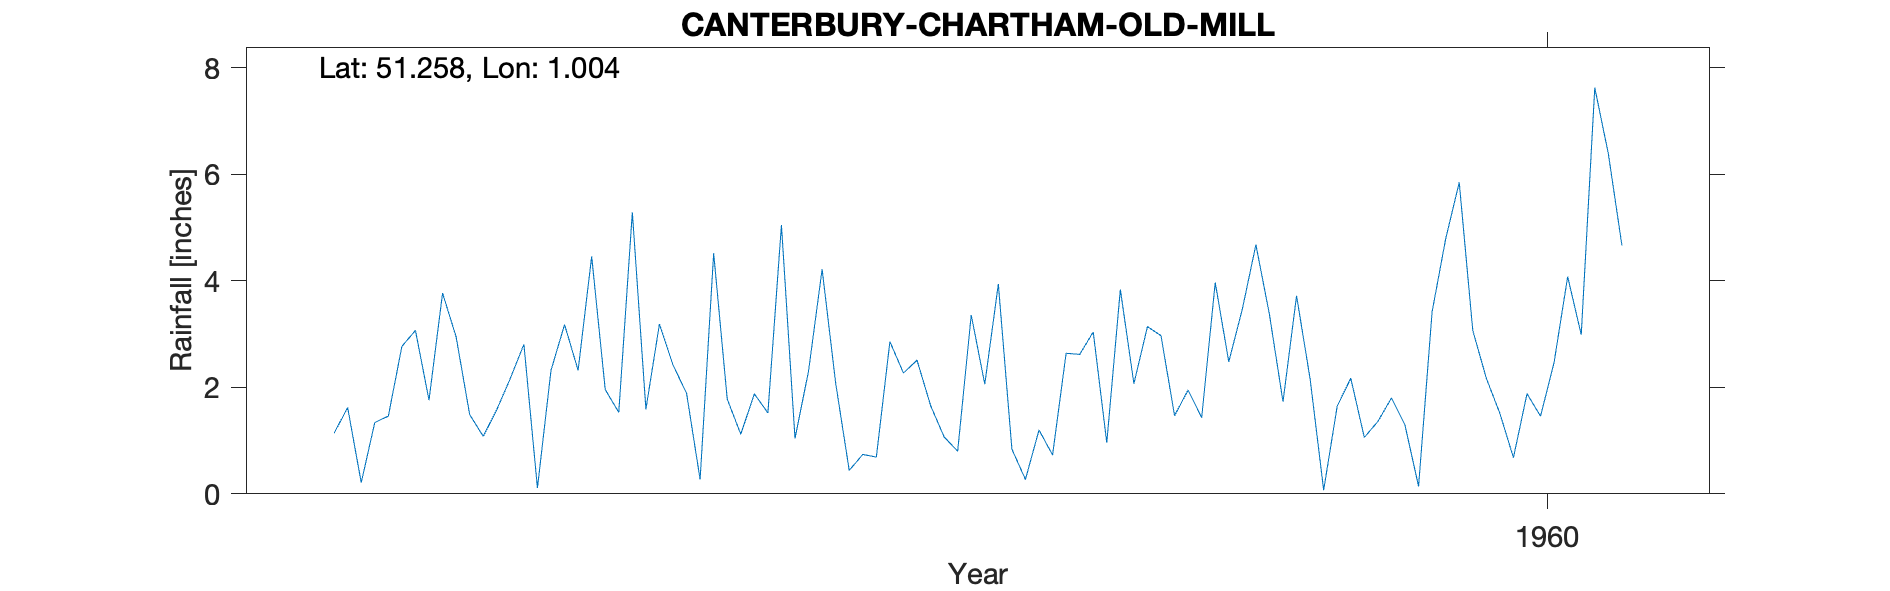 CANTERBURY-CHARTHAM-OLD-MILL
Lat: 51.258, Lon: 1.004
8
6
4
2
0
Rainfall [inches]
1960
Year